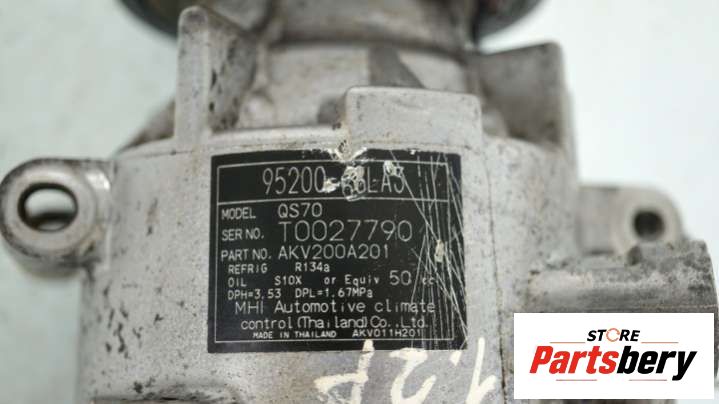 95200-68LA
MODEL QS70
SER NO. T0027790
PART NO. AKV200A201
REFRIG R134a
OIL S10X or Equiv 50 cc
DPH=3.53 DPL=1.67MPa
MHI Automotive climate
control (Thailand) Co., Ltd.
MADE IN THAILAND AKV011H201
STORE
Partsbery